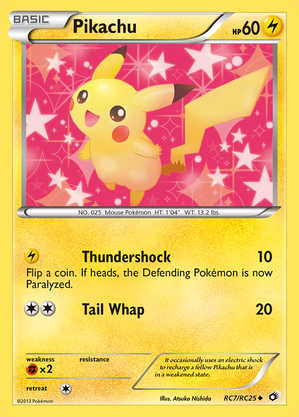 BASIC
Pikachu HP60
NO. 025 Mouse Pokémon HT: 1'04" WT: 13.2 lbs.
Thundershock 10
Flip a coin. If heads, the Defending Pokémon is now
Paralyzed.
Tail Whap 20
weakness resistance
×2
It occasionally uses an electric shock
to recharge a fellow Pikachu that is
in a weakened state.
retreat
©2013 Pokémon
Illus. Atsuko Nishida RC7/RC25